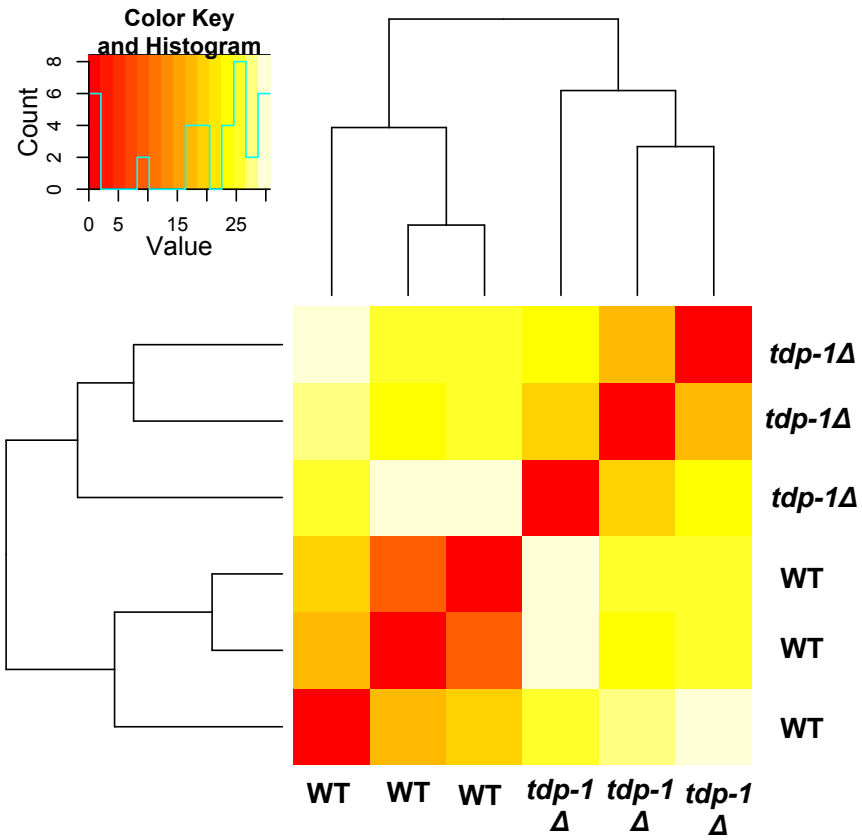 Color Key
and Histogram
8
6
4
2
0
Count
0 5 15 25
Value
tdp-1Δ
tdp-1Δ
tdp-1Δ
WT
WT
WT
WT WT WT tdp-1 tdp-1 tdp-1
Δ Δ Δ